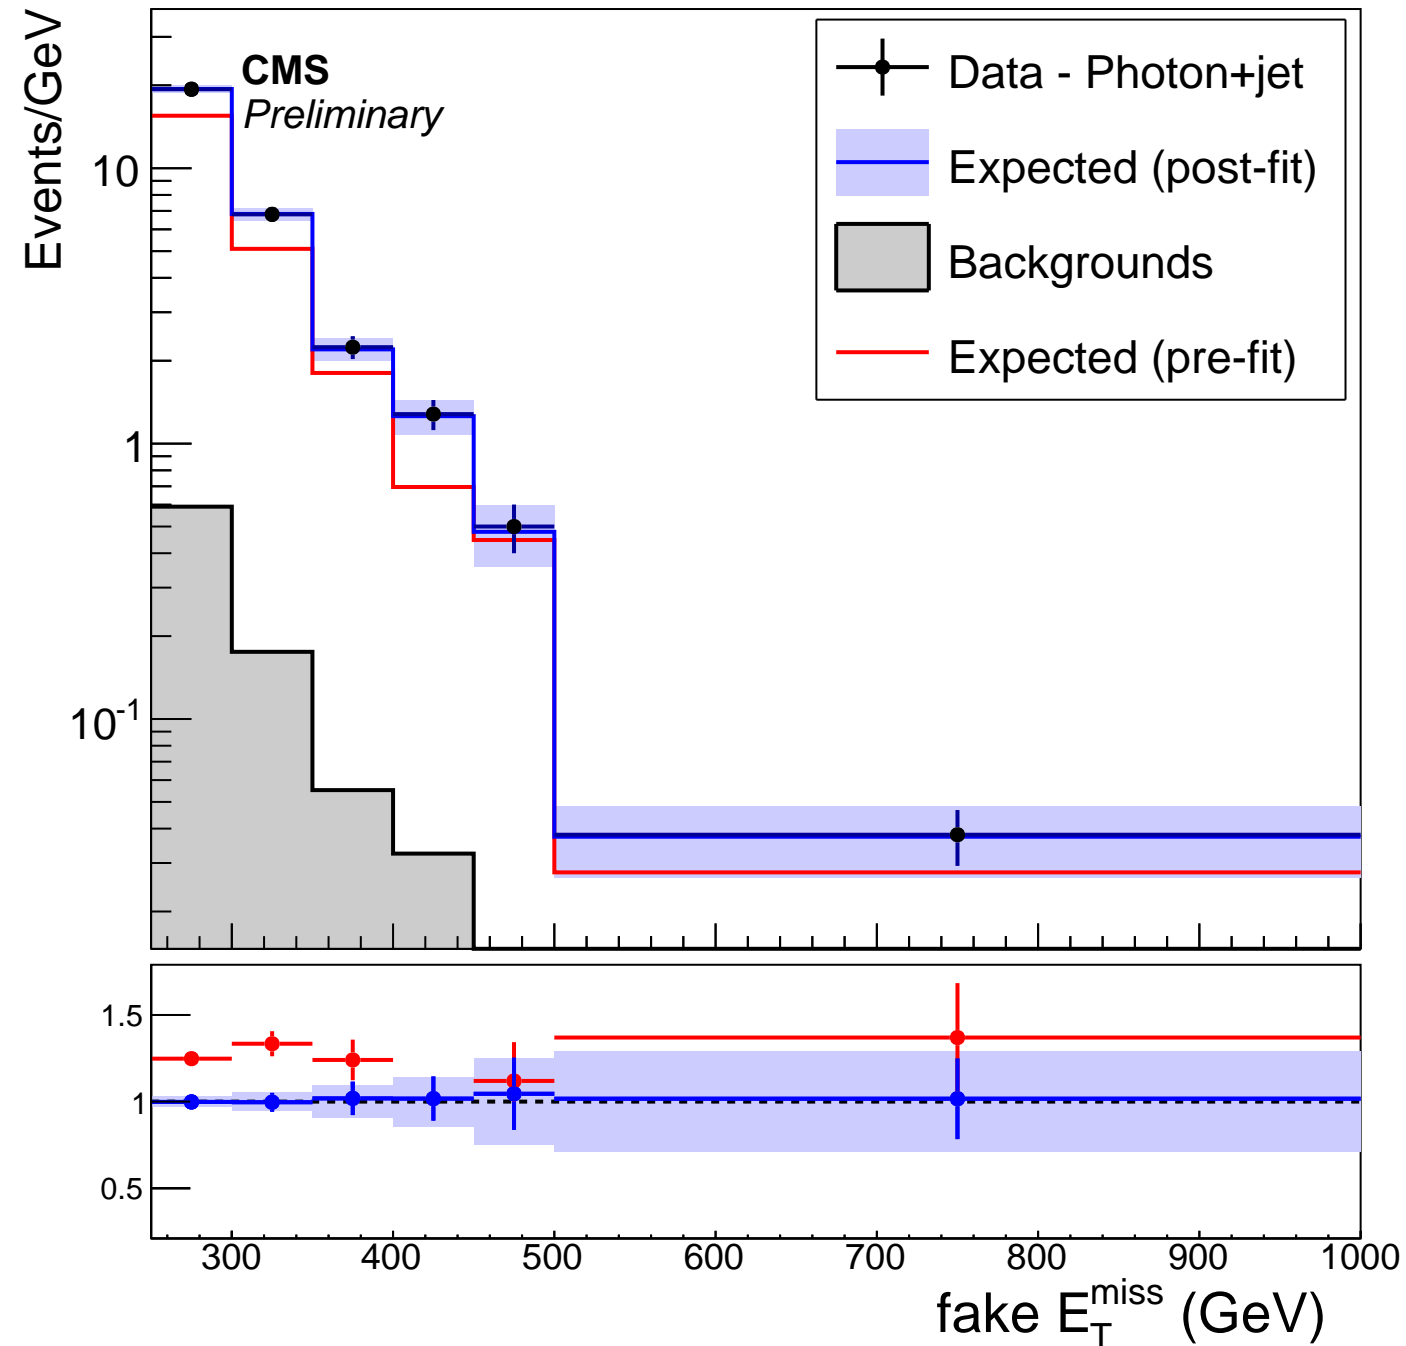 Events/GeV
CMS
Preliminary
Data - Photon+jet
Expected (post-fit)
Backgrounds
Expected (pre-fit)
10
1
10^-1
1.5
1
0.5
300 400 500 600 700 800 900 1000
fake E_T^miss (GeV)